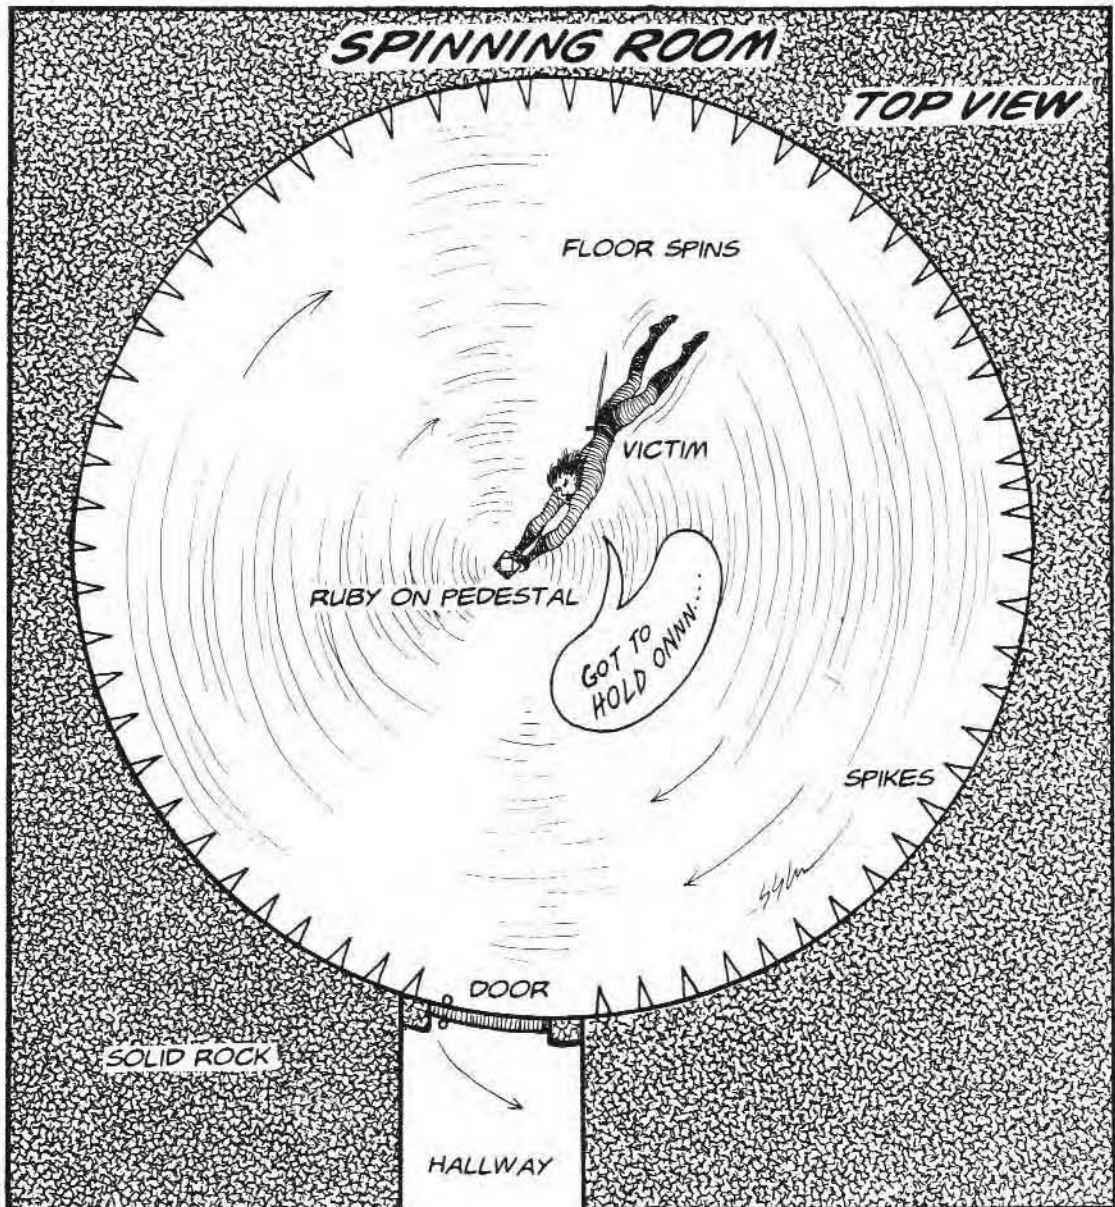 SPINNING ROOM
TOP VIEW
FLOOR SPINS
VICTIM
RUBY ON PEDESTAL
GOT TO
HOLD ONNN...
SPIKES
DOOR
SOLID ROCK
HALLWAY